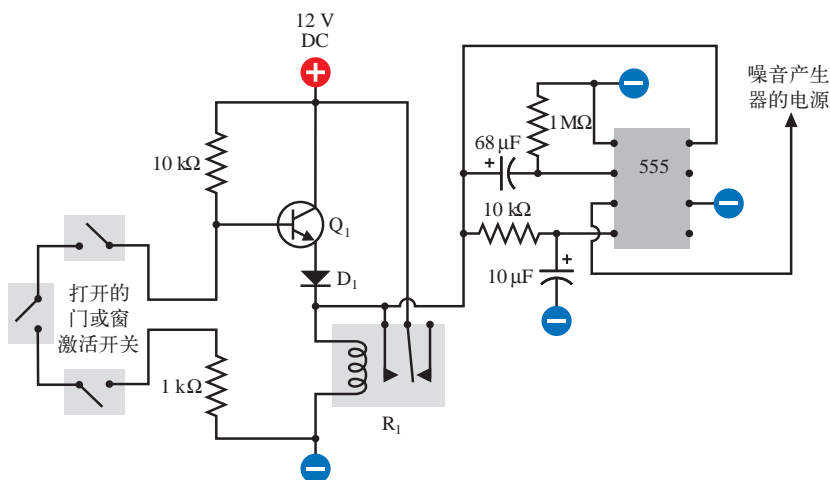 12 V
DC
噪音产生
器的电源
1 MΩ
68 μF
+
10 kΩ
555
Q1
10 kΩ
+
D1
10 μF
打开的
门或窗
激活开关
1 kΩ
R1